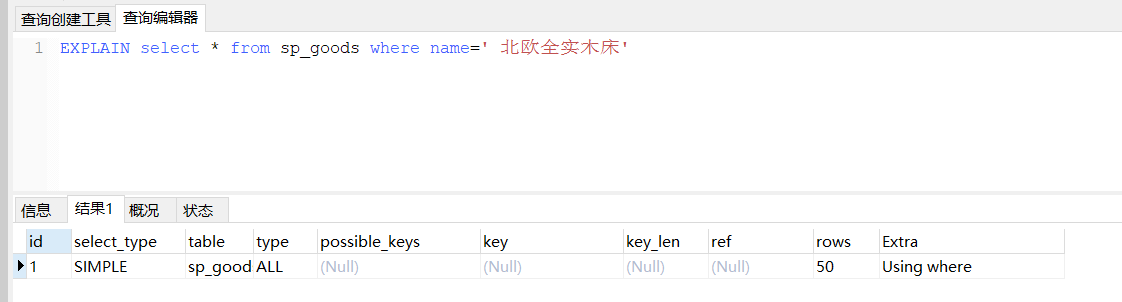 查询创建工具 查询编辑器
1 EXPLAIN select * from sp_goods where name=' 北欧全实木床'
信息 结果1 概况 状态
id select_type table type possible_keys key key_len ref rows Extra
1 SIMPLE sp_good ALL (Null) (Null) (Null) (Null) 50 Using where